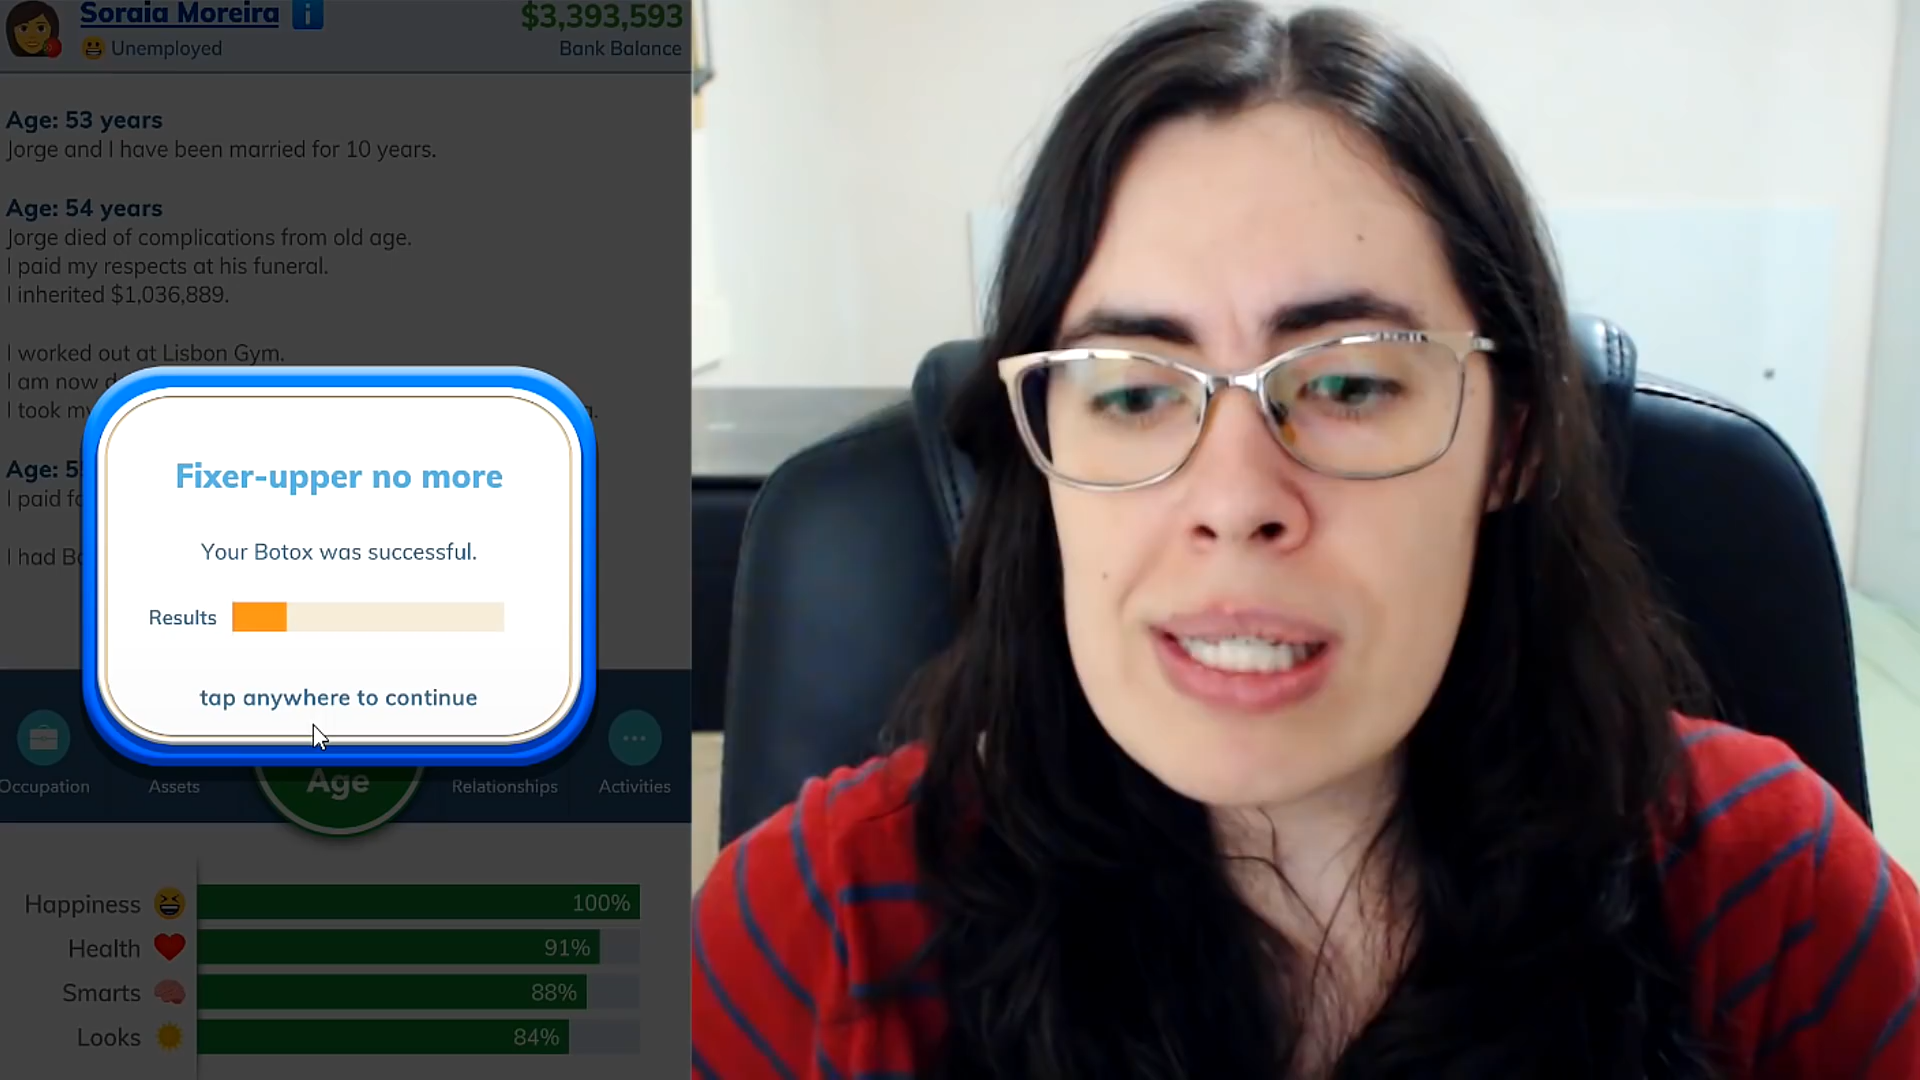 Soraia Moreira
i
$3,393,593
Unemployed
Bank Balance
Age: 53 years
Jorge and I have been married for 10 years.
Age: 54 years
Jorge died of complications from old age.
I paid my respects at his funeral.
I inherited $1,036,889.
I worked out at Lisbon Gym.
I am now
I took my
Age: 5
I paid
I had
Fixer-upper no more
Your Botox was successful.
Results
tap anywhere to continue
Occupation
Assets
Age
Relationships
Activities
Happiness 100%
Health 91%
Smarts 88%
Looks 84%